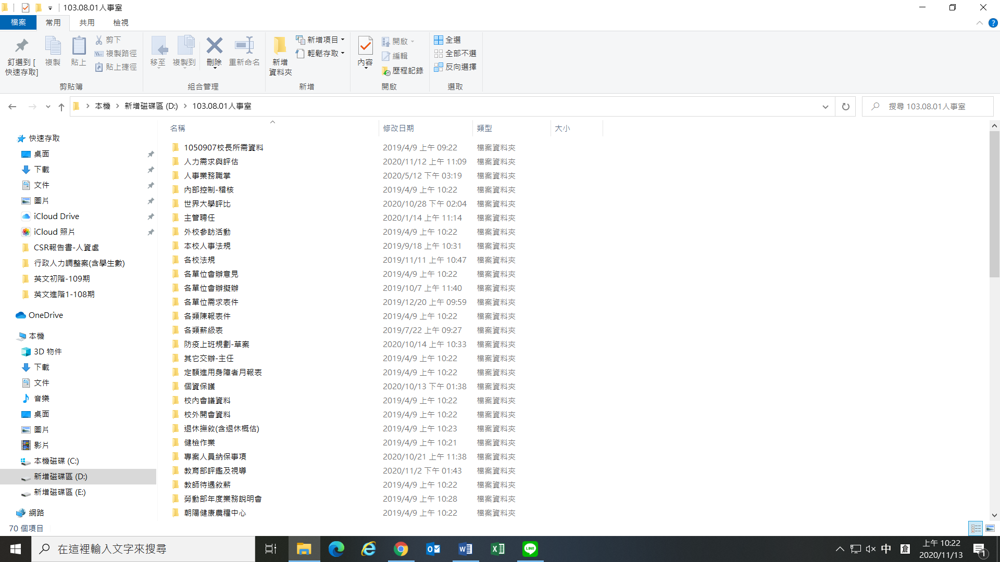 103.08.01人事室
檔案 常用 共用 檢視
釘選到 [快速存取]
複製
貼上
剪下
複製路徑
貼上捷徑
剪貼簿
移至
複製到
刪除
重新命名
組合管理
新增資料夾
新增項目
輕鬆存取
新增
內容
開啟
編輯
歷程記錄
開啟
全選
全部不選
反向選擇
選取
本機 新增磁碟區 (D:) 103.08.01人事室
搜尋 103.08.01人事室
快速存取
桌面
下載
文件
圖片
iCloud Drive
iCloud 照片
CSR報告書-人資處
行政人力調整案(含學生數)
英文初階-109期
英文進階1-108期
OneDrive
本機
3D 物件
下載
文件
音樂
桌面
圖片
影片
本機磁碟 (C:)
新增磁碟區 (D:)
新增磁碟區 (E:)
網路
名稱 修改日期 類型 大小
1050907校長所需資料 2019/4/9 上午 09:22 檔案資料夾
人力需求與評估 2020/11/12 上午 11:09 檔案資料夾
人事業務職掌 2020/5/12 下午 03:19 檔案資料夾
內部控制-稽核 2019/4/9 上午 10:22 檔案資料夾
世界大學評比 2020/10/28 下午 02:04 檔案資料夾
主管聘任 2020/1/14 上午 11:14 檔案資料夾
外校參訪活動 2019/4/9 上午 10:22 檔案資料夾
本校人事法規 2019/9/18 上午 10:31 檔案資料夾
各校法規 2019/11/11 上午 10:47 檔案資料夾
各單位會辦意見 2019/4/9 上午 10:22 檔案資料夾
各單位會辦擬辦 2019/10/7 上午 11:40 檔案資料夾
各單位需求表件 2019/12/20 上午 09:59 檔案資料夾
各類陳報表件 2019/4/9 上午 10:22 檔案資料夾
各類薪級表 2019/7/22 上午 09:27 檔案資料夾
防疫上班規劃-草案 2020/10/14 上午 10:33 檔案資料夾
其它交辦-主任 2019/4/9 上午 10:22 檔案資料夾
定額進用身障者月報表 2019/4/9 上午 10:22 檔案資料夾
個資保護 2020/10/13 下午 01:38 檔案資料夾
校內會議資料 2019/4/9 上午 10:22 檔案資料夾
校外開會資料 2019/4/9 上午 10:22 檔案資料夾
退休撫敘(含退休概估) 2019/4/9 上午 10:23 檔案資料夾
健檢作業 2019/4/9 上午 10:21 檔案資料夾
專案人員納保事項 2020/10/21 上午 11:38 檔案資料夾
教育部評鑑及視導 2020/11/2 下午 01:43 檔案資料夾
教師待遇敘薪 2019/4/9 上午 10:22 檔案資料夾
勞動部年度業務說明會 2019/4/9 上午 10:28 檔案資料夾
朝陽健康農糧中心 2019/4/9 上午 10:22 檔案資料夾
70 個項目
在這裡輸入文字來搜尋
中 倉
上午 10:22
2020/11/13
1